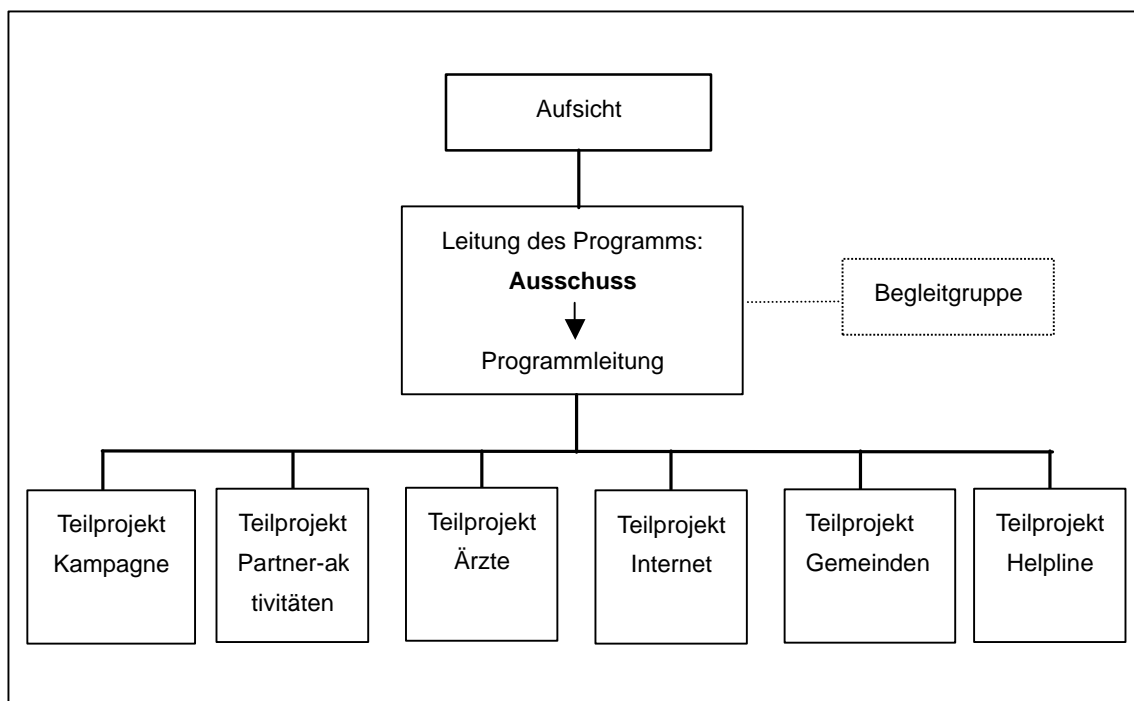 Aufsicht
Leitung des Programms:
Ausschuss
Programmleitung
Begleitgruppe
Teilprojekt
Kampagne
Teilprojekt
Partner-ak
tivitäten
Teilprojekt
Ärzte
Teilprojekt
Internet
Teilprojekt
Gemeinden
Teilprojekt
Helpline